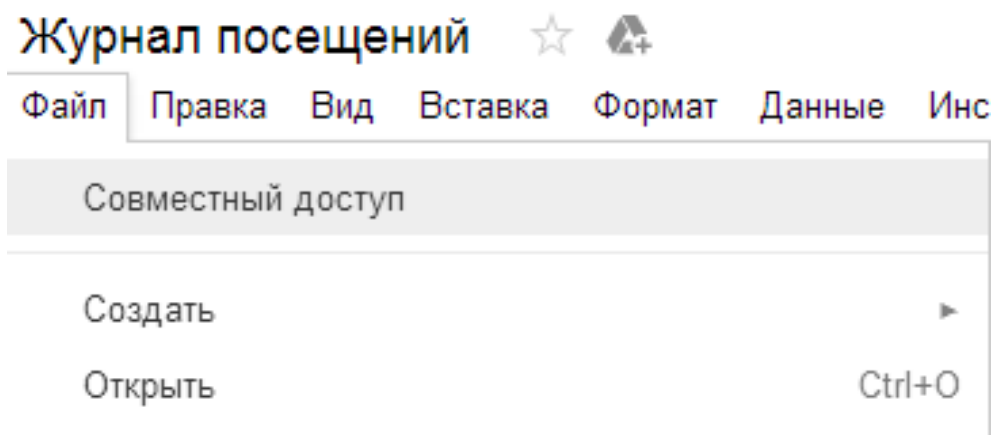 Журнал посещений
Файл Правка Вид Вставка Формат Данные Инс
Совместный доступ
Создать
Открыть Ctrl+O